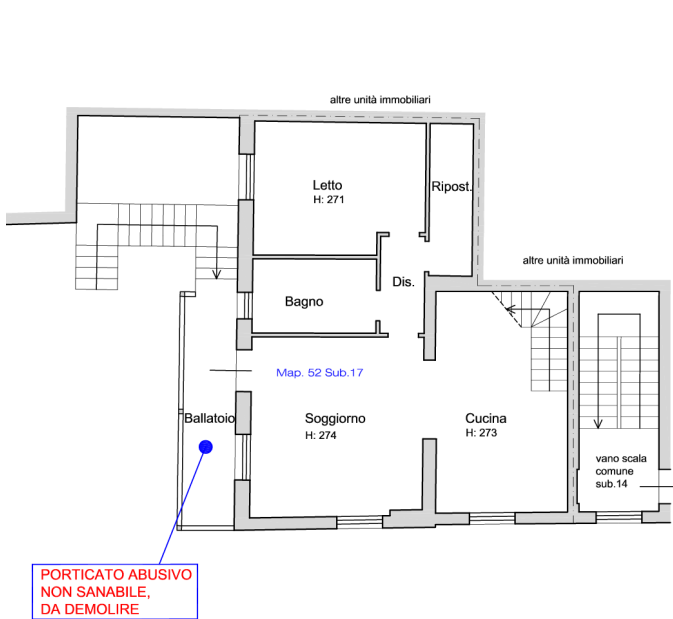 altre unità immobiliari
Letto
H: 271
Ripost.
altre unità immobiliari
Dis.
Bagno
Map. 52 Sub.17
Ballatoio
Soggiorno
H: 274
Cucina
H: 273
vano scala
comune
sub.14
PORTICATO ABUSIVO
NON SANABILE,
DA DEMOLIRE